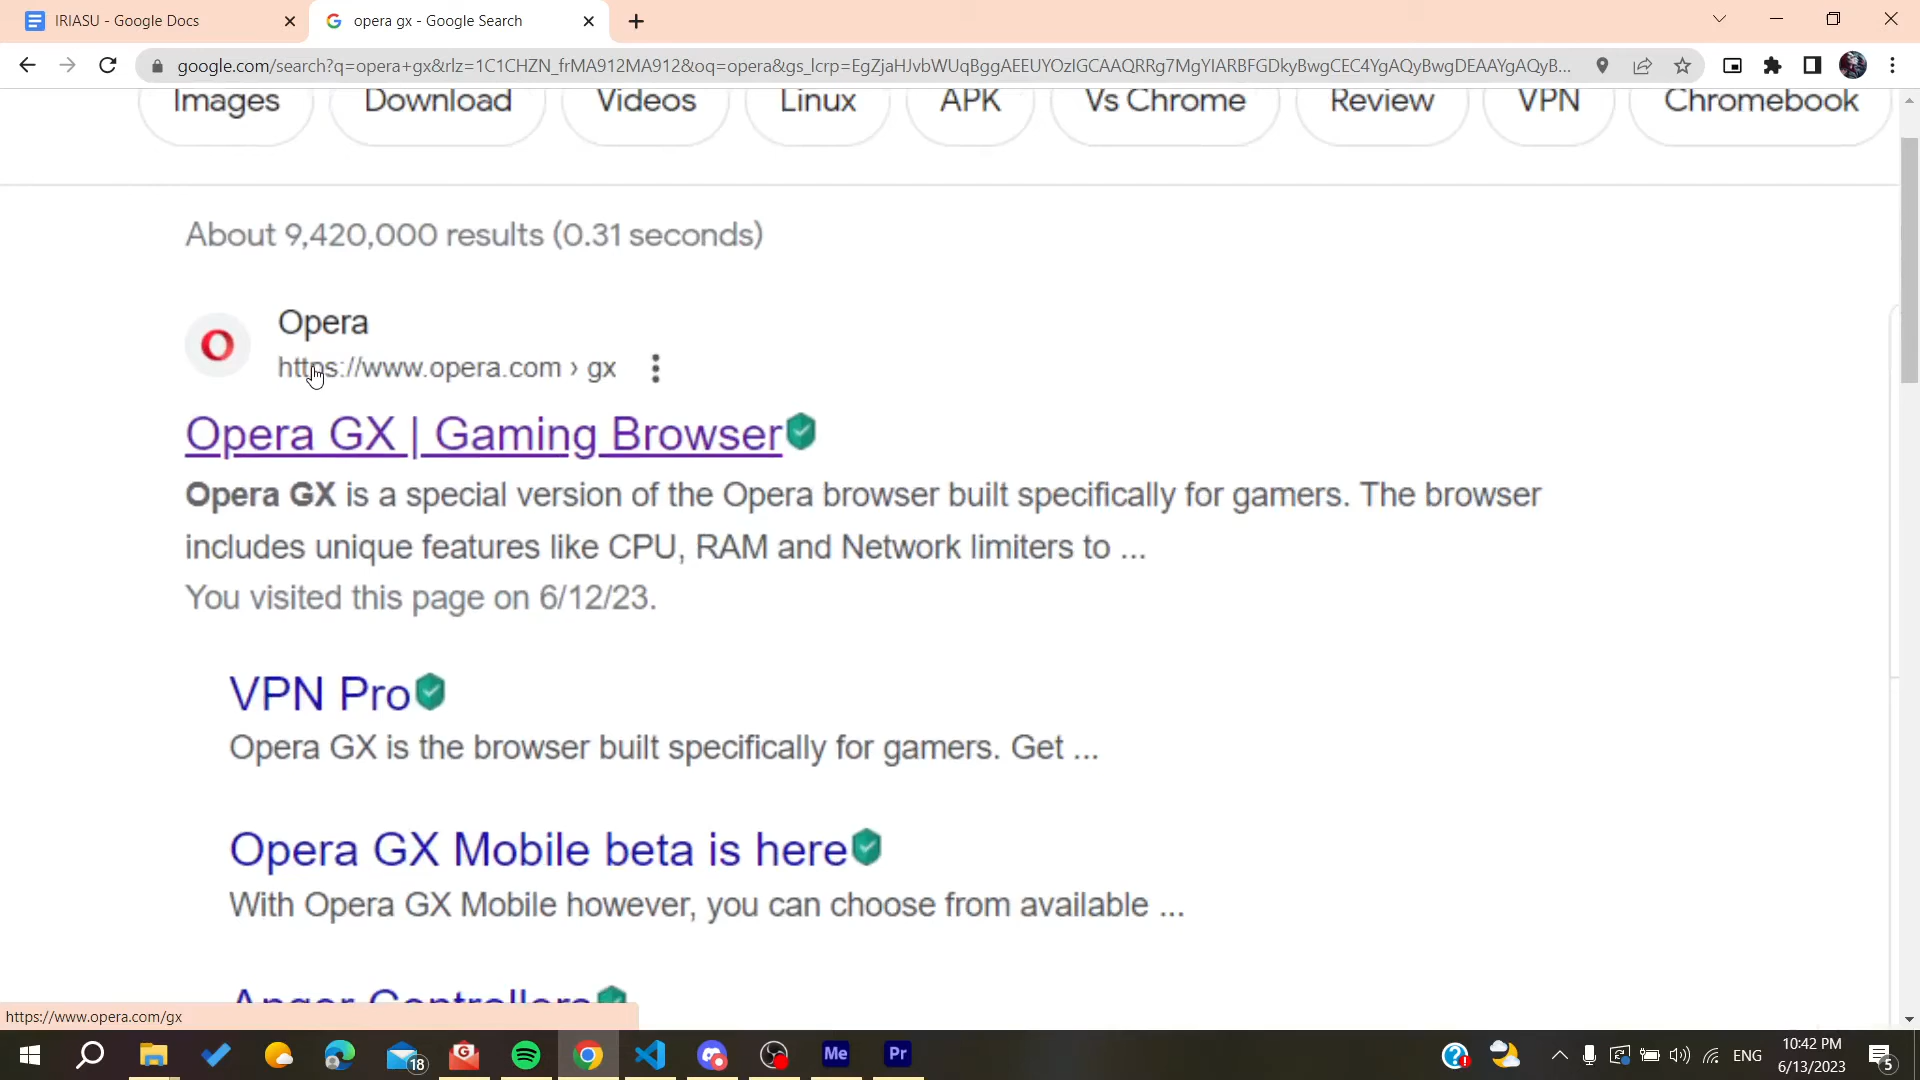 IRIASU - Google Docs
opera gx - Google Search
google.com/search?q=opera+gx&rlz=1C1CHZN_frMA912MA912&oq=opera&gs_lcrp=EgZjaHJvbWUqBggAEEUYOzIGCAAQRRg7MgYIARBFGDkyBwgCEC4YgAQyBwgDEAAYgAQyB...
Images
Download
Videos
Linux
APK
Vs Chrome
Review
VPN
Chromebook
About 9,420,000 results (0.31 seconds)
Opera
https://www.opera.com › gx
Opera GX | Gaming Browser
Opera GX is a special version of the Opera browser built specifically for gamers. The browser
includes unique features like CPU, RAM and Network limiters to ...
You visited this page on 6/12/23.
VPN Pro
Opera GX is the browser built specifically for gamers. Get ...
Opera GX Mobile beta is here
With Opera GX Mobile however, you can choose from available ...
Anger Controllers
https://www.opera.com/gx
18
Me
Pr
ENG
10:42 PM
6/13/2023
5